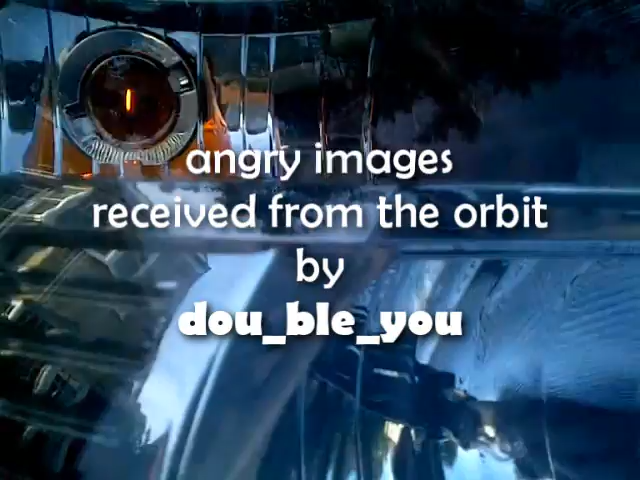 angry images
received from the orbit
by
dou_ble_you